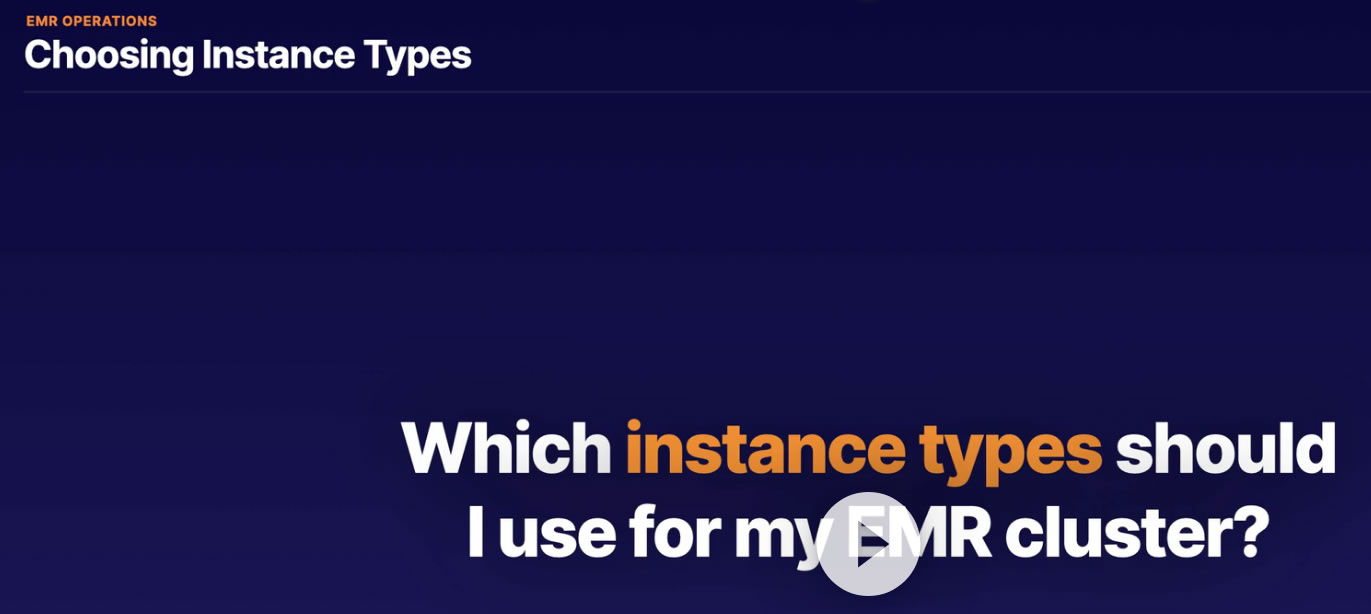 EMR OPERATIONS
Choosing Instance Types
Which instance types should
I use for my EMR cluster?